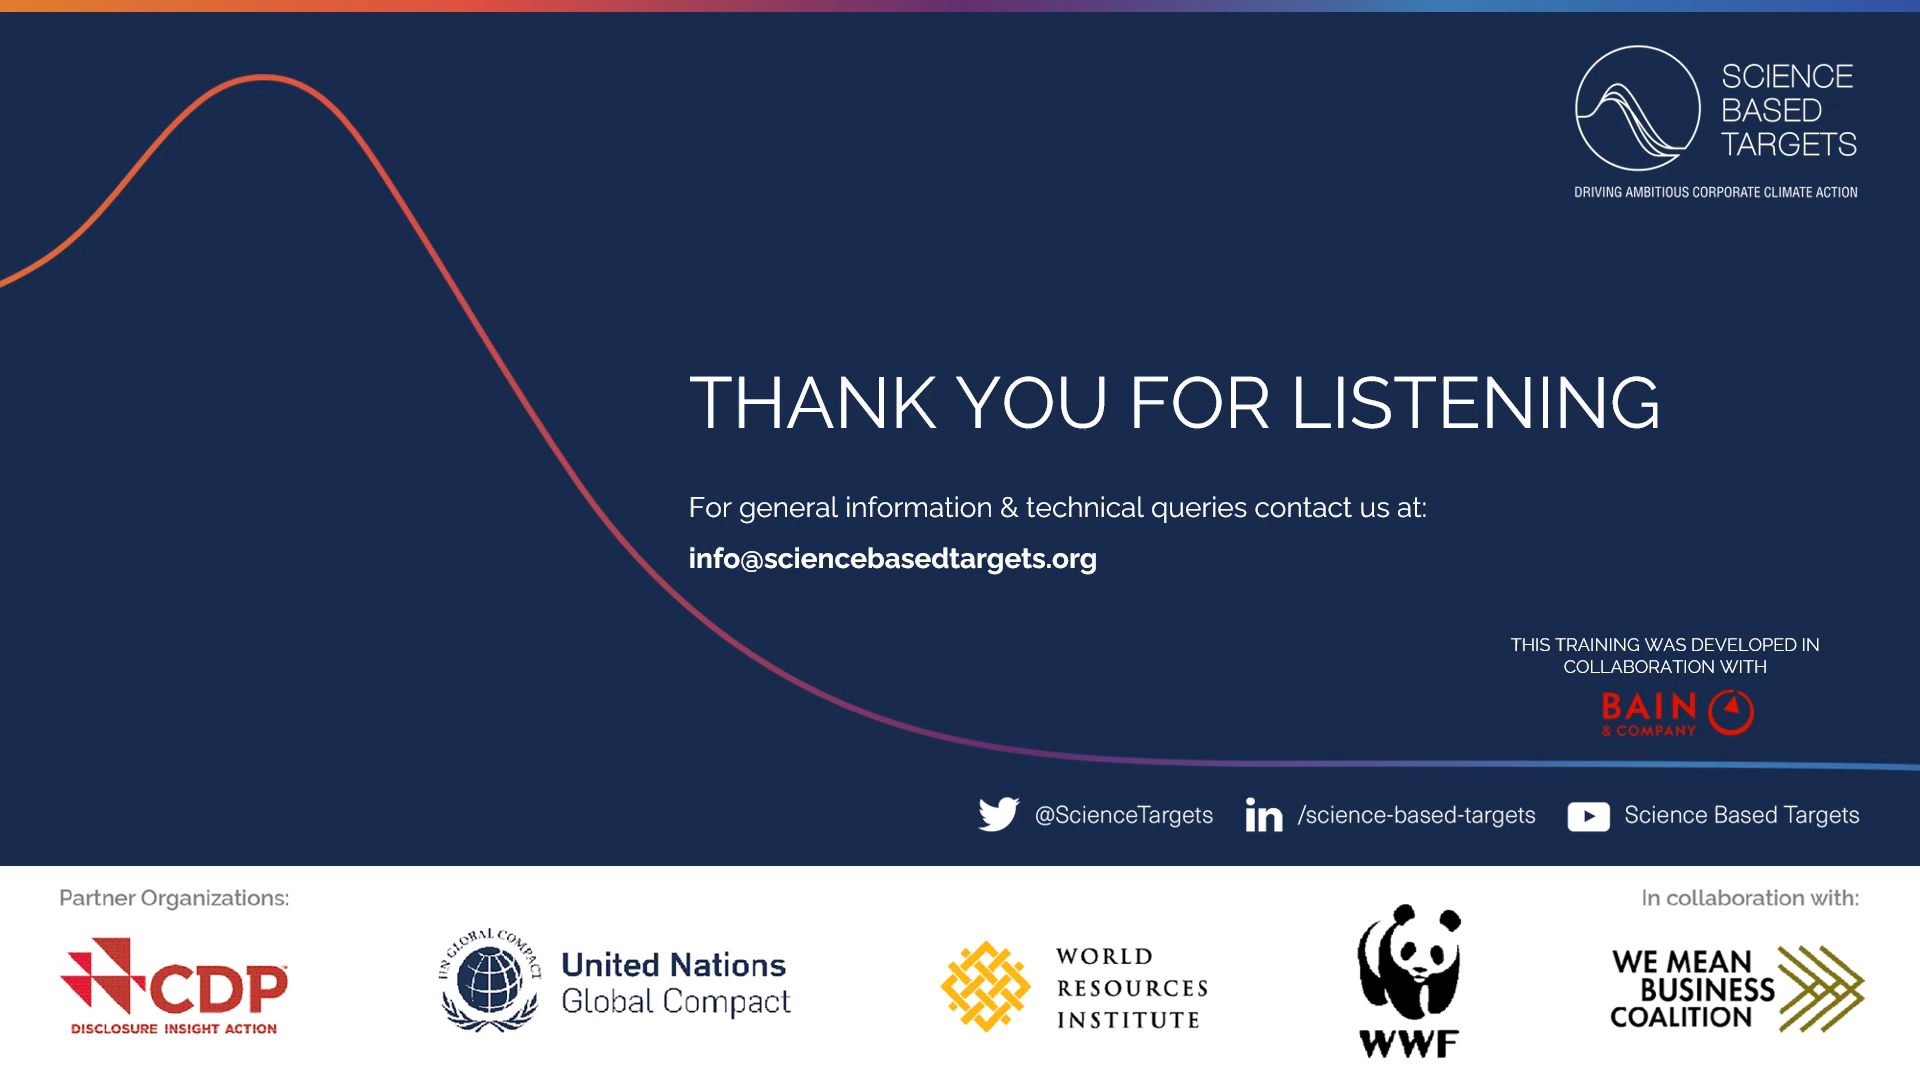 SCIENCE
BASED
TARGETS
DRIVING AMBITIOUS CORPORATE CLIMATE ACTION
THANK YOU FOR LISTENING
For general information & technical queries contact us at:
info@sciencebasedtargets.org
THIS TRAINING WAS DEVELOPED IN
COLLABORATION WITH
BAIN
& COMPANY
@ScienceTargets
in /science-based-targets
Science Based Targets
Partner Organizations:
CDP
DISCLOSURE INSIGHT ACTION
UN GLOBAL COMPACT
United Nations
Global Compact
WORLD
RESOURCES
INSTITUTE
WWF
In collaboration with:
WE MEAN
BUSINESS
COALITION